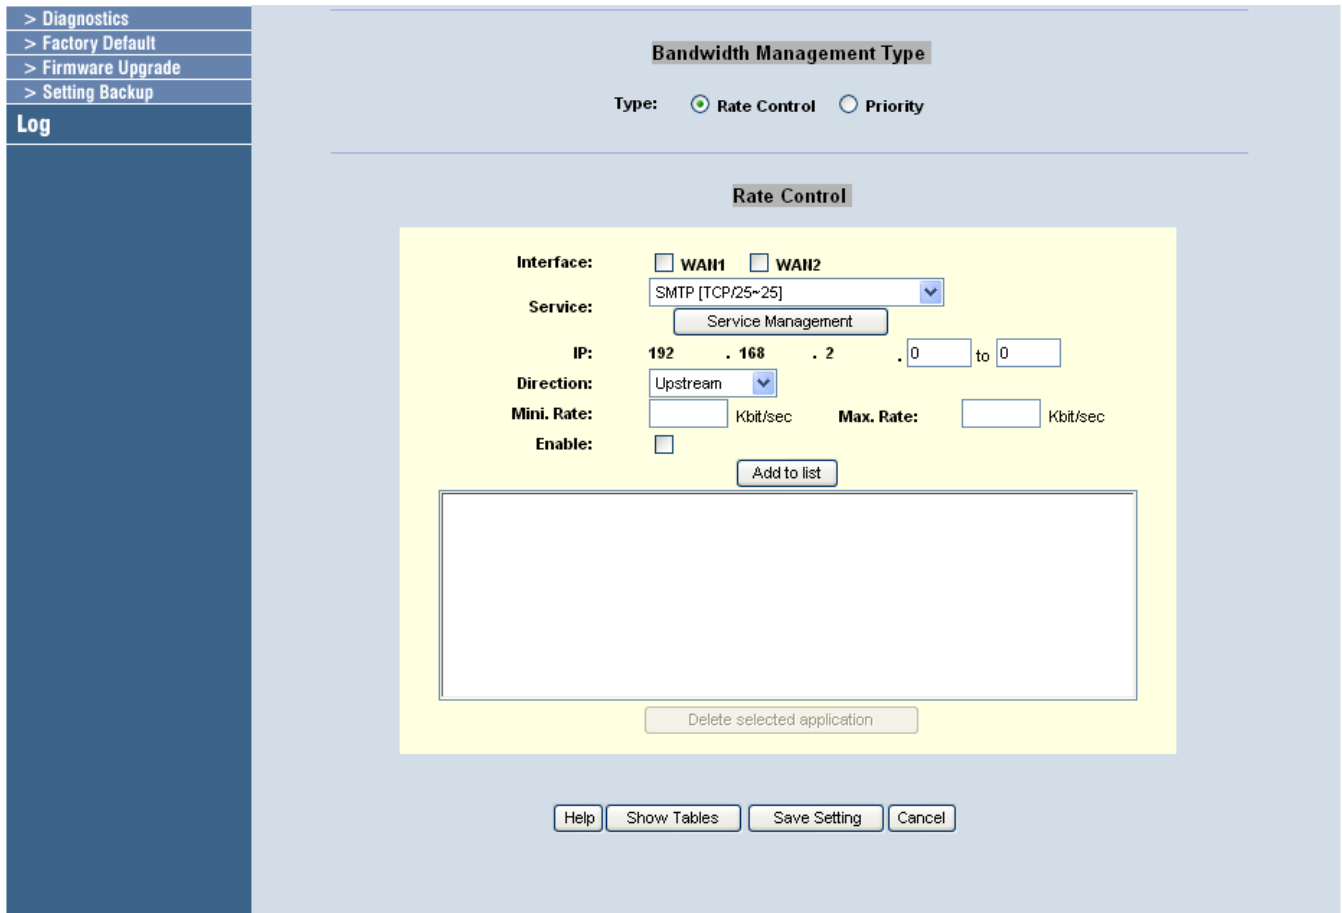 > Diagnostics
> Factory Default
> Firmware Upgrade
> Setting Backup
Log
Bandwidth Management Type
Type: Rate Control Priority
Rate Control
Interface: WAN1 WAN2
Service: SMTP [TCP/25~25]
Service Management
IP: 192 . 168 . 2 . 0 to 0
Direction: Upstream
Mini. Rate: Kbit/sec Max. Rate: Kbit/sec
Enable:
Add to list
Delete selected application
Help Show Tables Save Setting Cancel